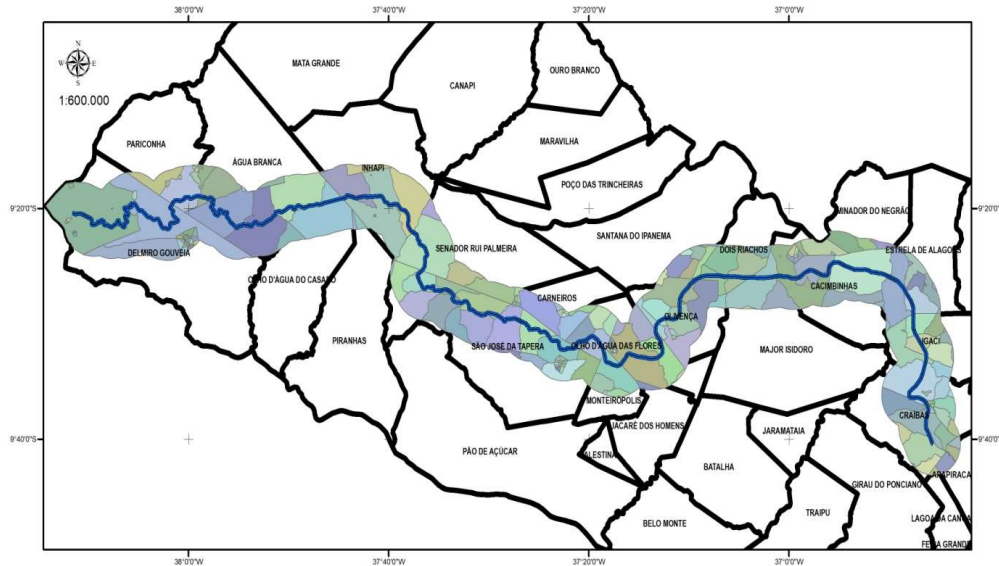 38°0'0"W 37°40'0"W 37°20'0"W 37°0'0"W
N
W E
S
1:600.000
MATA GRANDE
OURO BRANCO
CANAPI
PARICONHA
MARAVILHA
ÁGUA BRANCA
INHAPI
POÇO DAS TRINCHEIRAS
9°20'0"S
9°20'0"S
MINADOR DO NEGRÃO
SANTANA DO IPANEMA
DELMIRO GOUVEIA
SENADOR RUI PALMEIRA
DOIS RIACHOS
ESTRELA DE ALAGOAS
OLHO D'ÁGUA DO CASADO
CACIMBINHAS
CARNEIROS
OLIVENÇA
PIRANHAS
SÃO JOSÉ DA TAPERA
OLHO D'ÁGUA DAS FLORES
MAJOR ISIDORO
IGACI
MONTEIRÓPOLIS
CRAÍBAS
JACARÉ DOS HOMENS
JARAMATAIA
9°40'0"S
9°40'0"
PÃO DE AÇÚCAR
ALESTINA
BATALHA
ARAPIRACA
GIRAU DO PONCIANO
BELO MONTE
TRAIPU
LAGOA DA CANOA
FEIRA GRANDE
38°0'0"W 37°40'0"W 37°20'0"W 37°0'0"W